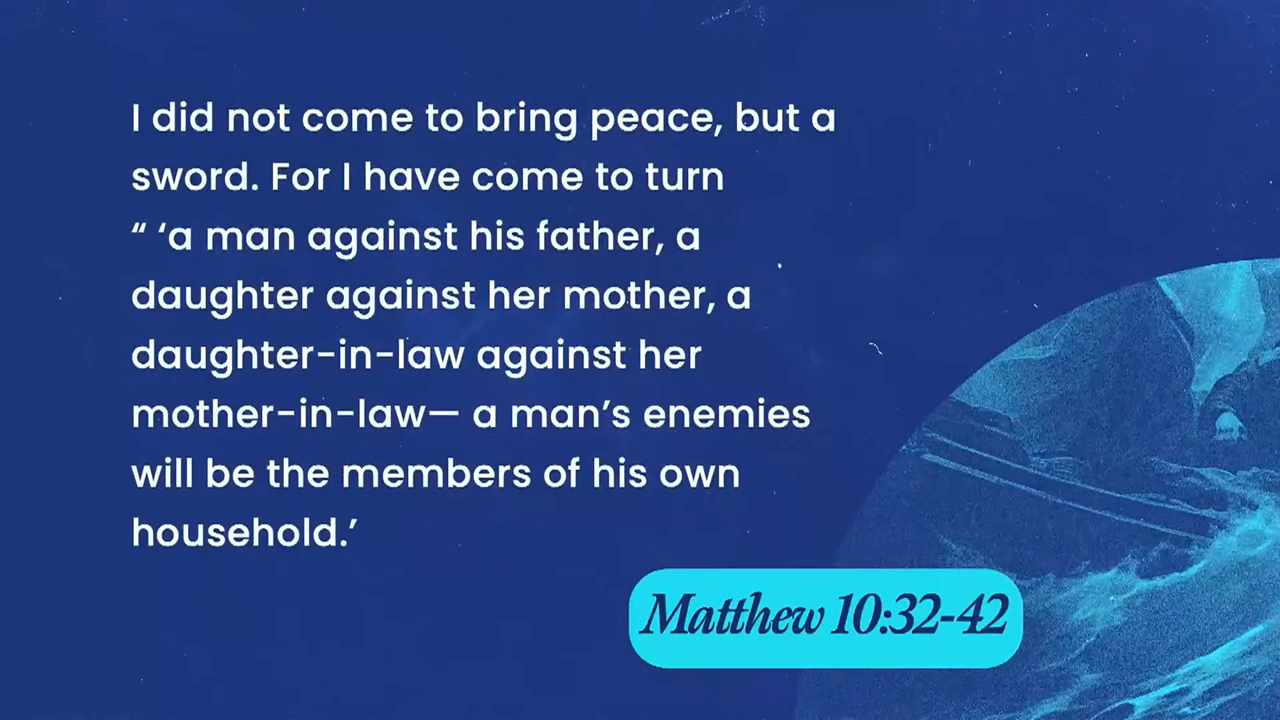 I did not come to bring peace, but a
sword. For I have come to turn
“ ‘a man against his father, a
daughter against her mother, a
daughter-in-law against her
mother-in-law— a man’s enemies
will be the members of his own
household.’
Matthew 10:32-42